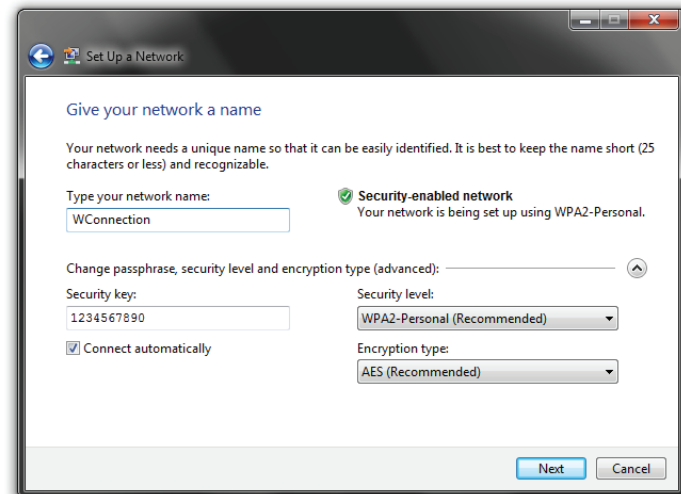 Set Up a Network
Give your network a name
Your network needs a unique name so that it can be easily identified. It is best to keep the name short (25
characters or less) and recognizable.
Type your network name:
WConnection
Security-enabled network
Your network is being set up using WPA2-Personal.
Change passphrase, security level and encryption type (advanced):
Security key:
1234567890
Connect automatically
Security level:
WPA2-Personal (Recommended)
Encryption type:
AES (Recommended)
Next
Cancel